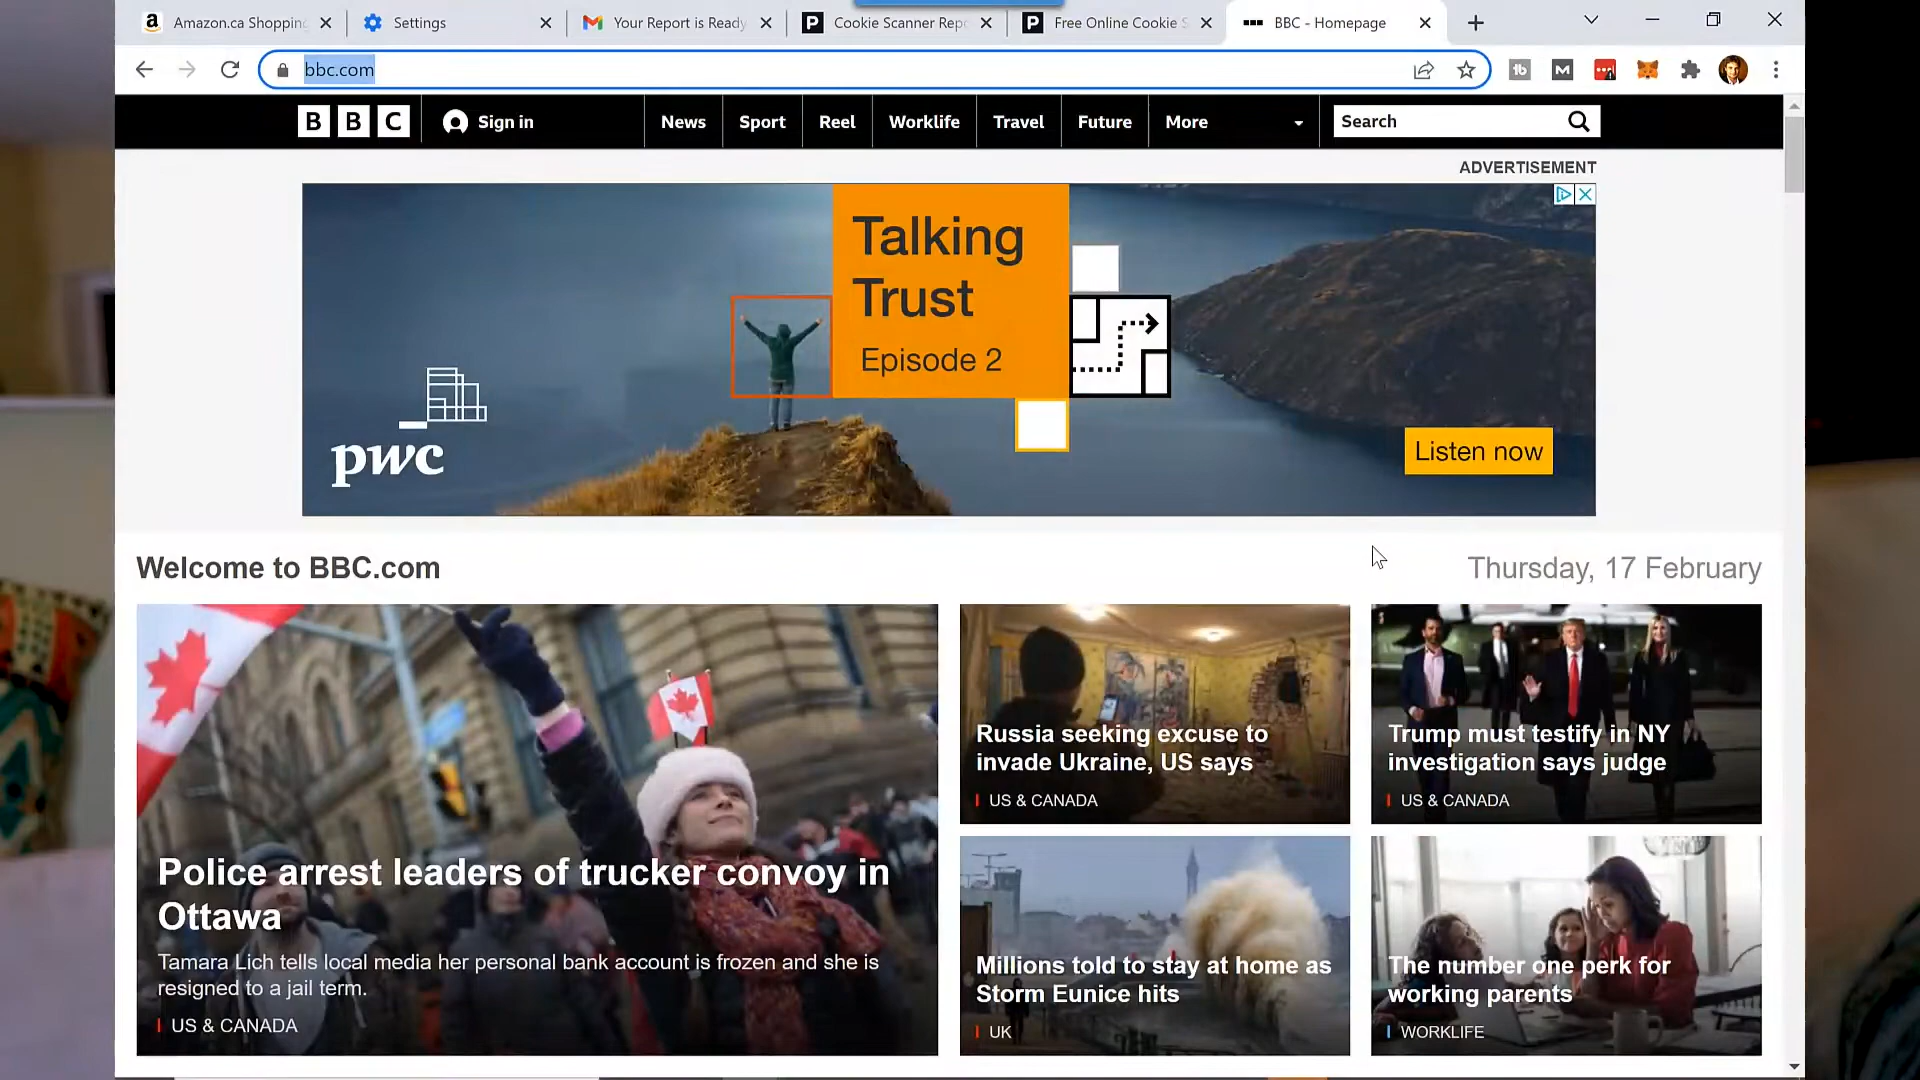 Amazon.ca Shopping
Settings
Your Report is Ready
Cookie Scanner Repo
Free Online Cookie S
BBC - Homepage
bbc.com
BBC
Sign in
News
Sport
Reel
Worklife
Travel
Future
More
Search
ADVERTISEMENT
Talking
Trust
Episode 2
pwc
Listen now
Welcome to BBC.com
Thursday, 17 February
Police arrest leaders of trucker convoy in
Ottawa
Tamara Lich tells local media her personal bank account is frozen and she is
resigned to a jail term.
US & CANADA
Russia seeking excuse to
invade Ukraine, US says
US & CANADA
Trump must testify in NY
investigation says judge
US & CANADA
Millions told to stay at home as
Storm Eunice hits
UK
The number one perk for
working parents
WORKLIFE